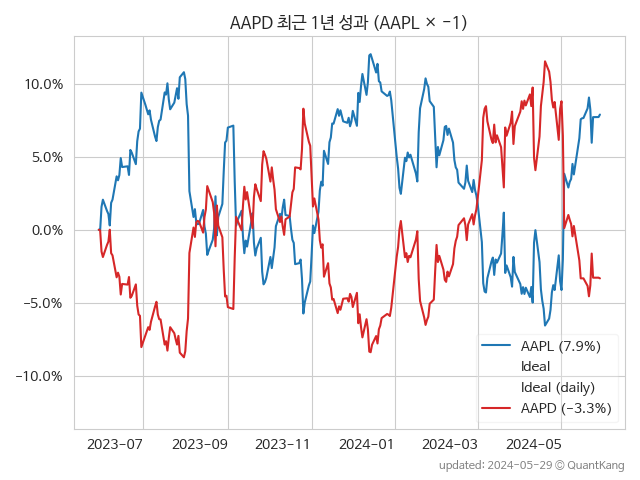 AAPD 최근 1년 성과 (AAPL × −1)
10.0%
5.0%
0.0%
−5.0%
−10.0%
AAPL (7.9%)
Ideal
Ideal (daily)
AAPD (−3.3%)
2023-07 2023-09 2023-11 2024-01 2024-03 2024-05
updated: 2024-05-29 © QuantKang